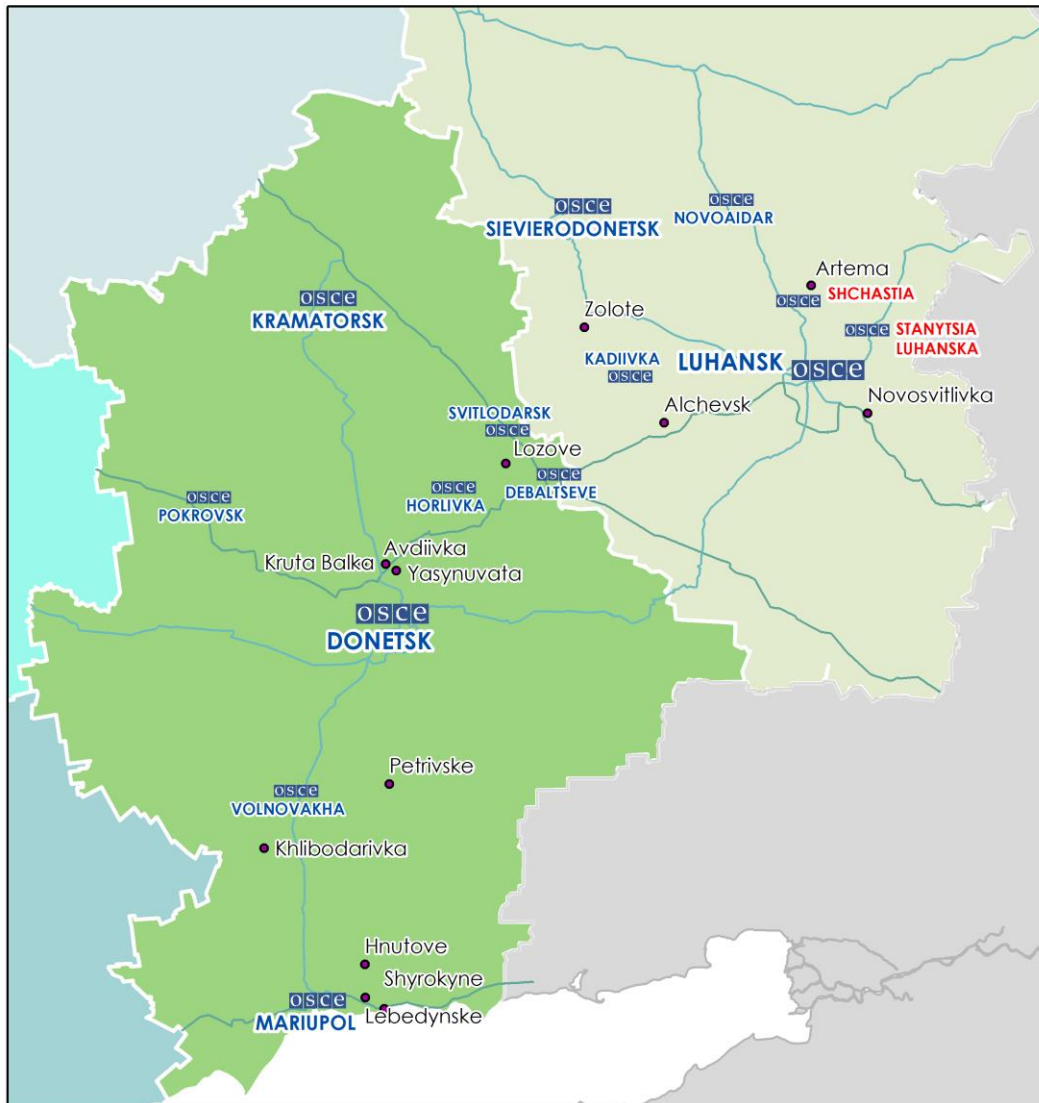 osce
NOVOAIDAR
osce
SIEVIERODONETSK
Artema
osce
SHCHASTIA
osce
KRAMATORSK
Zolote
osce
STANYTSIA
LUHANSKA
KADIIVKA
osce
LUHANSK
osce
Novosvitlivka
SVITLODARSK
osce
Alchevsk
Lozove
osce
DEBALTSEVE
osce
HORLIVKA
osce
POKROVSK
Avdiivka
Kruta Balka
Yasynuvata
osce
DONETSK
Petrivske
osce
VOLNOVAKHA
Khlibodarivka
Hnutove
Shyrokyne
osce
MARIUPOL
Lebedynske